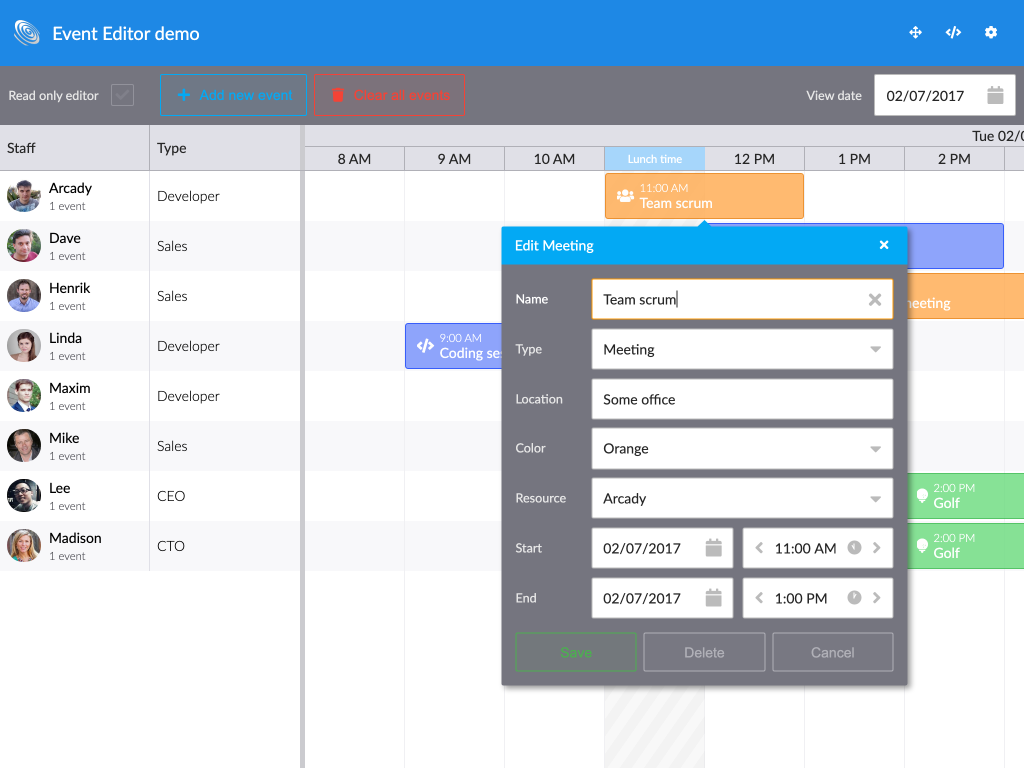 Event Editor demo
Read only editor
Add new event
Clear all events
View date
02/07/2017
Staff
Type
Tue 02/0
8 AM
9 AM
10 AM
Lunch time
12 PM
1 PM
2 PM
Arcady
1 event
Developer
11:00 AM
Team scrum
Dave
1 event
Sales
Henrik
1 event
Sales
meeting
Linda
1 event
Developer
9:00 AM
Coding se
Maxim
1 event
Developer
Mike
1 event
Sales
Lee
1 event
CEO
2:00 PM
Golf
Madison
1 event
CTO
2:00 PM
Golf
Edit Meeting
Name
Team scrum
Type
Meeting
Location
Some office
Color
Orange
Resource
Arcady
Start
02/07/2017
11:00 AM
End
02/07/2017
1:00 PM
Save
Delete
Cancel